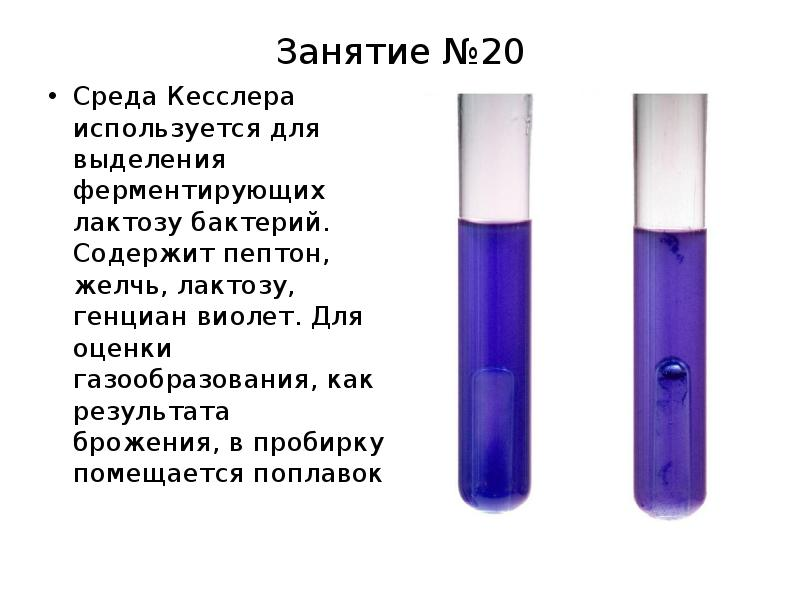 Занятие №20
• Среда Кесслера
используется для
выделения
ферментирующих
лактозу бактерий.
Содержит пептон,
желчь, лактозу,
генциан виолет. Для
оценки
газообразования, как
результата
брожения, в пробирку
помещается поплавок